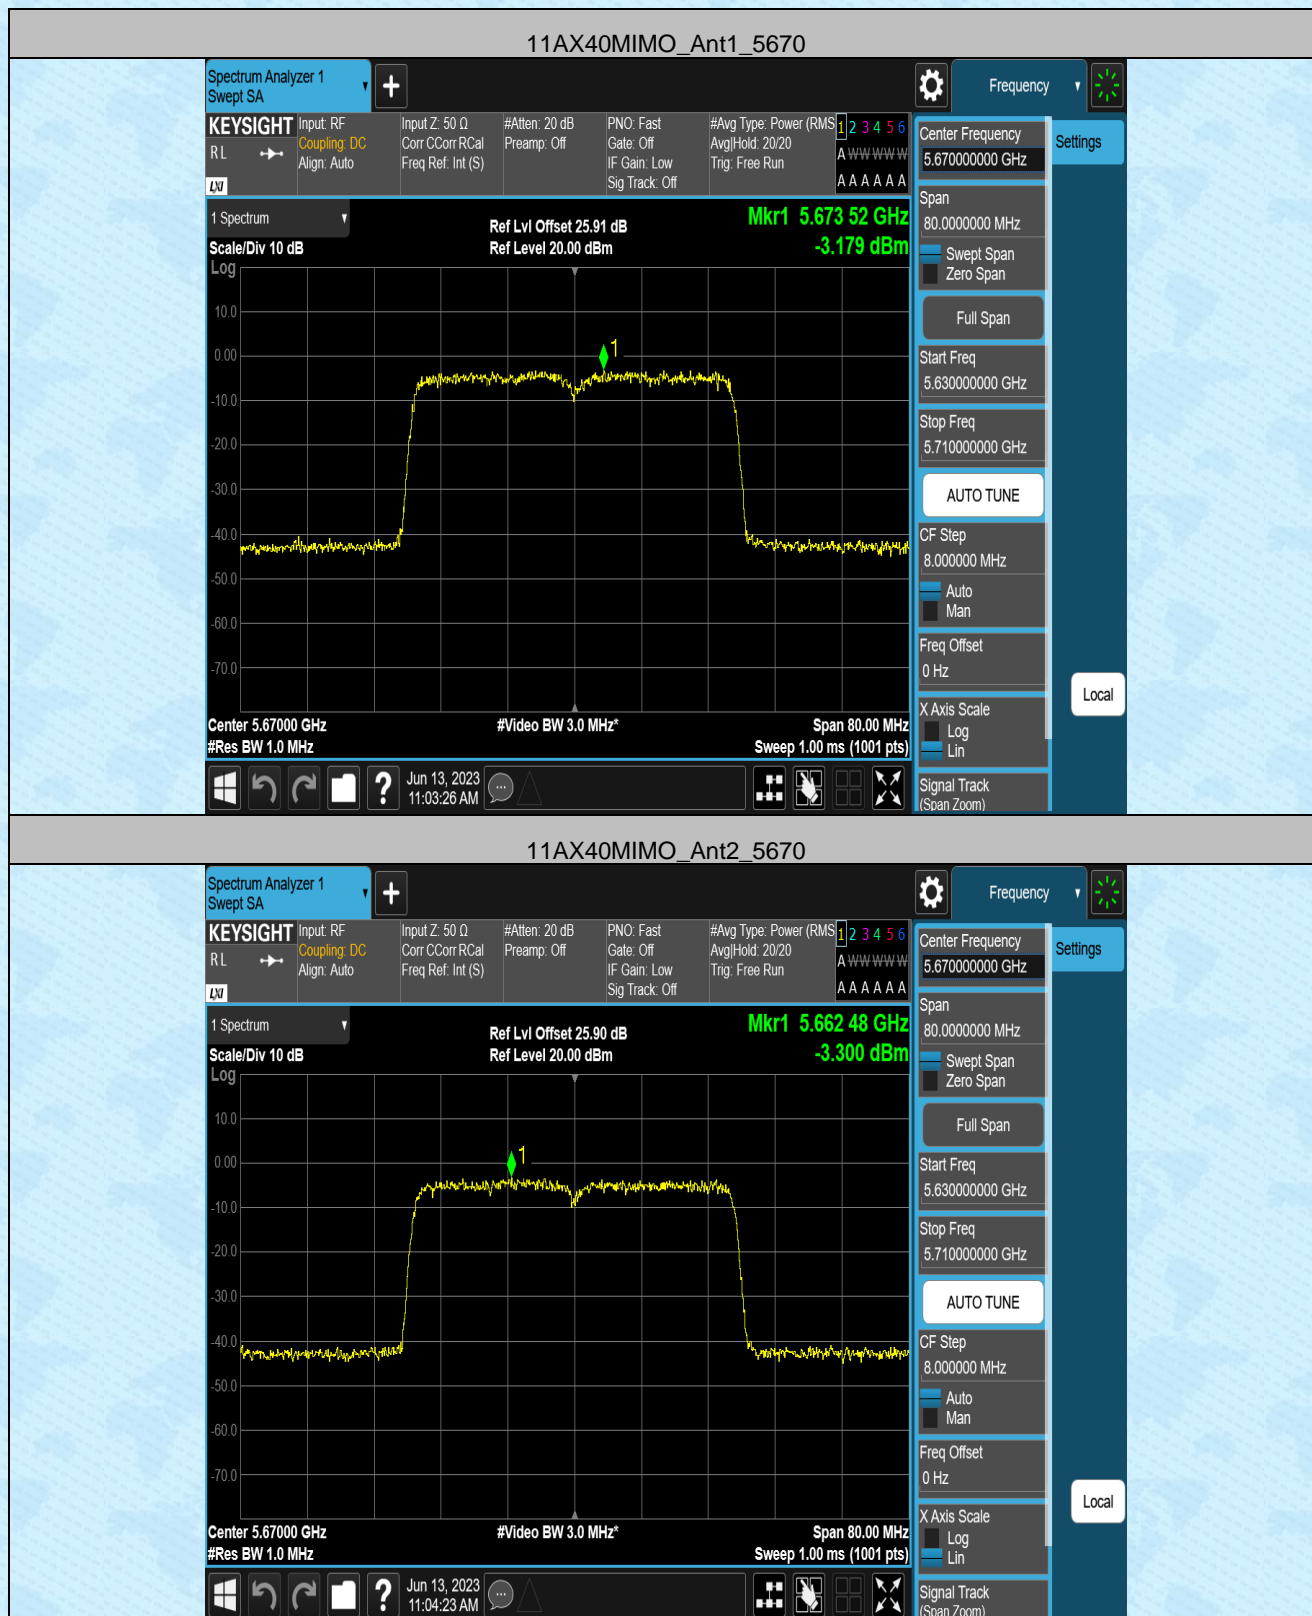 11AX40MIMO_Ant1_5670
Spectrum Analyzer 1
Swept SA
Frequency
KEYSIGHT
R L
LXI
Input: RF
Coupling: DC
Align: Auto
Input Z: 50 Ω
Corr CCorr RCal
Freq Ref: Int (S)
#Atten: 20 dB
Preamp: Off
PNO: Fast
Gate: Off
IF Gain: Low
Sig Track: Off
#Avg Type: Power (RMS
Avg|Hold: 20/20
Trig: Free Run
1 2 3 4 5 6
A W W W W W
A A A A A A
1 Spectrum
Scale/Div 10 dB
Log
Ref Lvl Offset 25.91 dB
Ref Level 20.00 dBm
Mkr1 5.673 52 GHz
-3.179 dBm
1
10.0
0.00
-10.0
-20.0
-30.0
-40.0
-50.0
-60.0
-70.0
Center 5.67000 GHz
#Res BW 1.0 MHz
#Video BW 3.0 MHz*
Span 80.00 MHz
Sweep 1.00 ms (1001 pts)
?
Jun 13, 2023
11:03:26 AM
Center Frequency
5.670000000 GHz
Settings
Span
80.0000000 MHz
Swept Span
Zero Span
Full Span
Start Freq
5.630000000 GHz
Stop Freq
5.710000000 GHz
AUTO TUNE
CF Step
8.000000 MHz
Auto
Man
Freq Offset
0 Hz
Local
X Axis Scale
Log
Lin
Signal Track
(Span Zoom)
11AX40MIMO_Ant2_5670
Spectrum Analyzer 1
Swept SA
Frequency
KEYSIGHT
R L
LXI
Input: RF
Coupling: DC
Align: Auto
Input Z: 50 Ω
Corr CCorr RCal
Freq Ref: Int (S)
#Atten: 20 dB
Preamp: Off
PNO: Fast
Gate: Off
IF Gain: Low
Sig Track: Off
#Avg Type: Power (RMS
Avg|Hold: 20/20
Trig: Free Run
1 2 3 4 5 6
A W W W W W
A A A A A A
1 Spectrum
Scale/Div 10 dB
Log
Ref Lvl Offset 25.90 dB
Ref Level 20.00 dBm
Mkr1 5.662 48 GHz
-3.300 dBm
1
10.0
0.00
-10.0
-20.0
-30.0
-40.0
-50.0
-60.0
-70.0
Center 5.67000 GHz
#Res BW 1.0 MHz
#Video BW 3.0 MHz*
Span 80.00 MHz
Sweep 1.00 ms (1001 pts)
?
Jun 13, 2023
11:04:23 AM
Center Frequency
5.670000000 GHz
Settings
Span
80.0000000 MHz
Swept Span
Zero Span
Full Span
Start Freq
5.630000000 GHz
Stop Freq
5.710000000 GHz
AUTO TUNE
CF Step
8.000000 MHz
Auto
Man
Freq Offset
0 Hz
Local
X Axis Scale
Log
Lin
Signal Track
(Span Zoom)